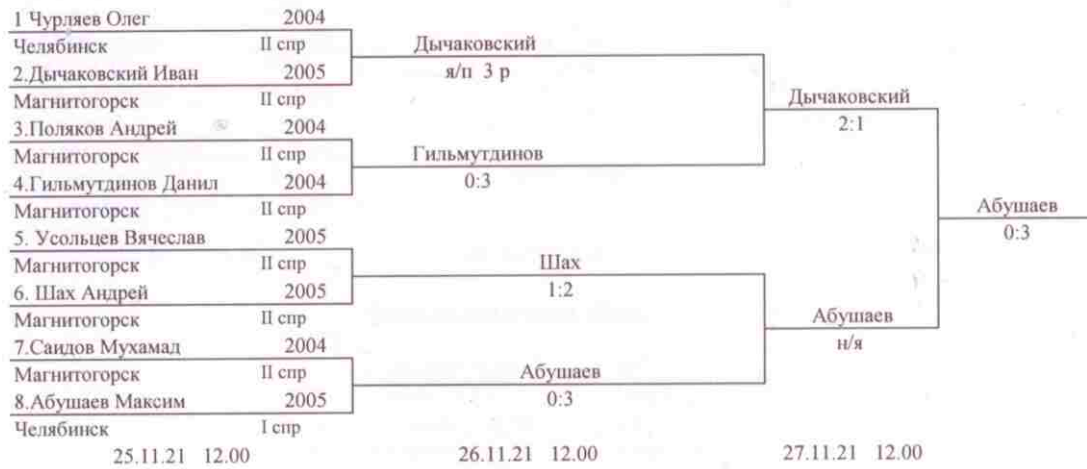 1 Чурляев Олег 2004
Челябинск II спр
2.Дычаковский Иван 2005
Магнитогорск II спр
3.Поляков Андрей 2004
Магнитогорск II спр
4.Гильмутдинов Данил 2004
Магнитогорск II спр
5. Усольцев Вячеслав 2005
Магнитогорск II спр
6. Шах Андрей 2005
Магнитогорск II спр
7.Саидов Мухамад 2004
Магнитогорск II спр
8.Абушаев Максим 2005
Челябинск I спр
25.11.21 12.00
Дычаковский
я/п 3 р
Гильмутдинов
0:3
Шах
1:2
Абушаев
0:3
26.11.21 12.00
Дычаковский
2:1
Абушаев
н/я
27.11.21 12.00
Абушаев
0:3